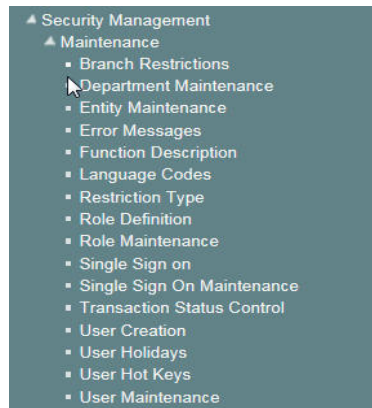 Security Management
Maintenance
Branch Restrictions
Department Maintenance
Entity Maintenance
Error Messages
Function Description
Language Codes
Restriction Type
Role Definition
Role Maintenance
Single Sign on
Single Sign On Maintenance
Transaction Status Control
User Creation
User Holidays
User Hot Keys
User Maintenance